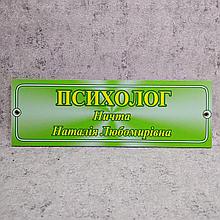 ПСИХОЛОГ
Ничта
Наталія Любомирівна